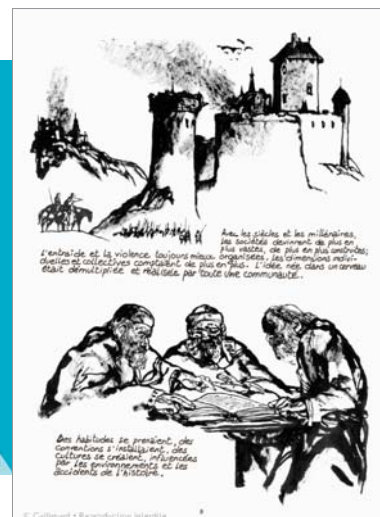 Avec les siècles et les millénaires,
les sociétés devinrent de plus en
plus vastes, de plus en plus construites;
l'entraide et la violence toujours mieux organisées, les dimensions indivi-
duelles et collectives comptaient de plus en plus. L'idée née dans un cerveau
était démultipliée et réalisée par toute une communauté.
Des habitudes se prenaient, des
conventions s'installaient, des
cultures se créaient, influencées
par les environnements et les
accidents de l'histoire.
© Gallimard • Reproduction interdite